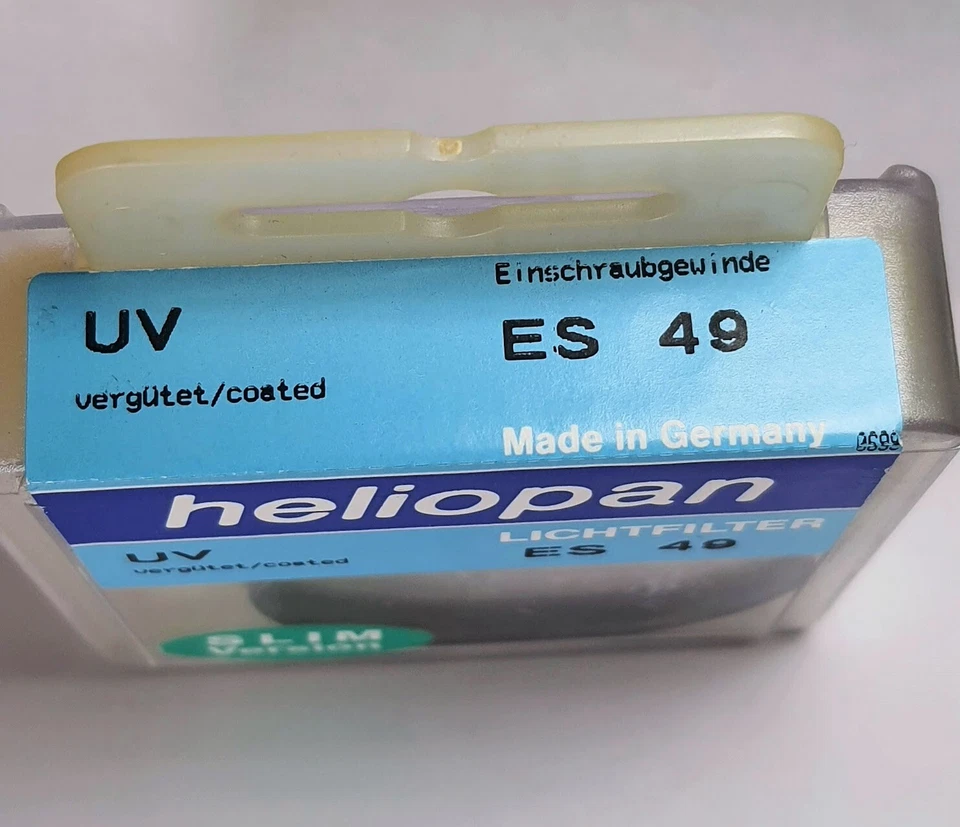 Einschraubgewinde
UV
ES 49
vergütet/coated
Made in Germany
heliopan
LICHTFILTER
UV
ES 49
vergütet/coated
SLIM
Version